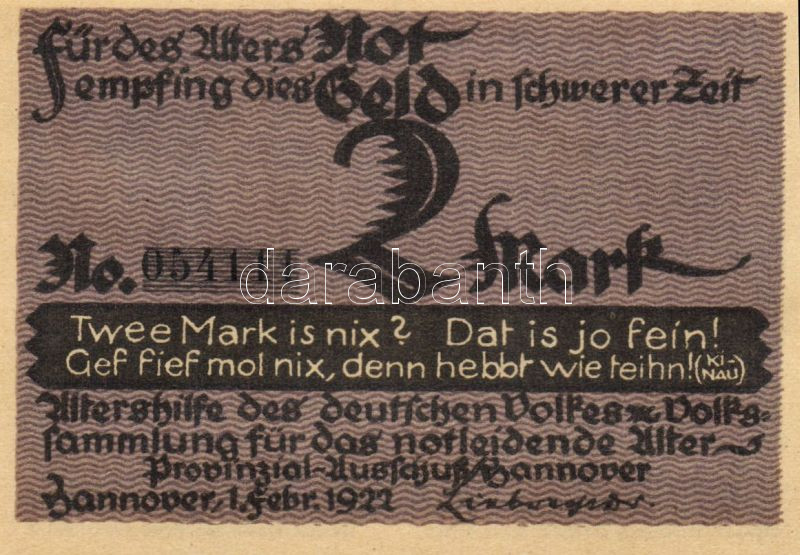 Für des Alters Not
empfing dies Geld in schwerer Zeit
2 Mark
No. 054111
darabanth
Twee Mark is nix? Dat is jo fein!
Gef fief mol nix, denn hebbt wie teihn! (KI-NAU)
Altershilfe des deutschen Volkes Volks-
sammlung für das notleidende Alter
Provinzial-Ausschuß Hannover
Hannover, 1. Febr. 1922